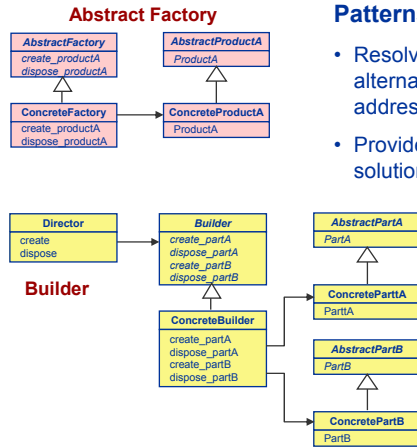 Abstract Factory
AbstractFactory
create_productA
dispose_productA
AbstractProductA
ProductA
ConcreteFactory
create_productA
dispose_productA
ConcreteProductA
ProductA
Pattern
• Resolv
alterna
addres
• Provide
solution
Director
create
dispose
Builder
Builder
create_partA
dispose_partA
create_partB
dispose_partB
AbstractPartA
PartA
ConcreteParttA
ParttA
ConcreteBuilder
create_partA
dispose_partA
create_partB
dispose_partB
AbstractPartB
PartB
ConcretePartB
PartB